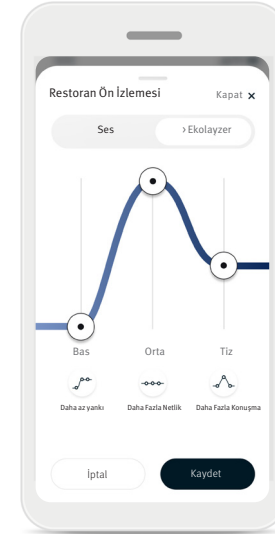 Restoran Ön İzlemesi
Kapat ×
Ses
› Ekolayzer
Bas
Orta
Tiz
Daha az yankı
Daha Fazla Netlik
Daha Fazla Konuşma
İptal
Kaydet